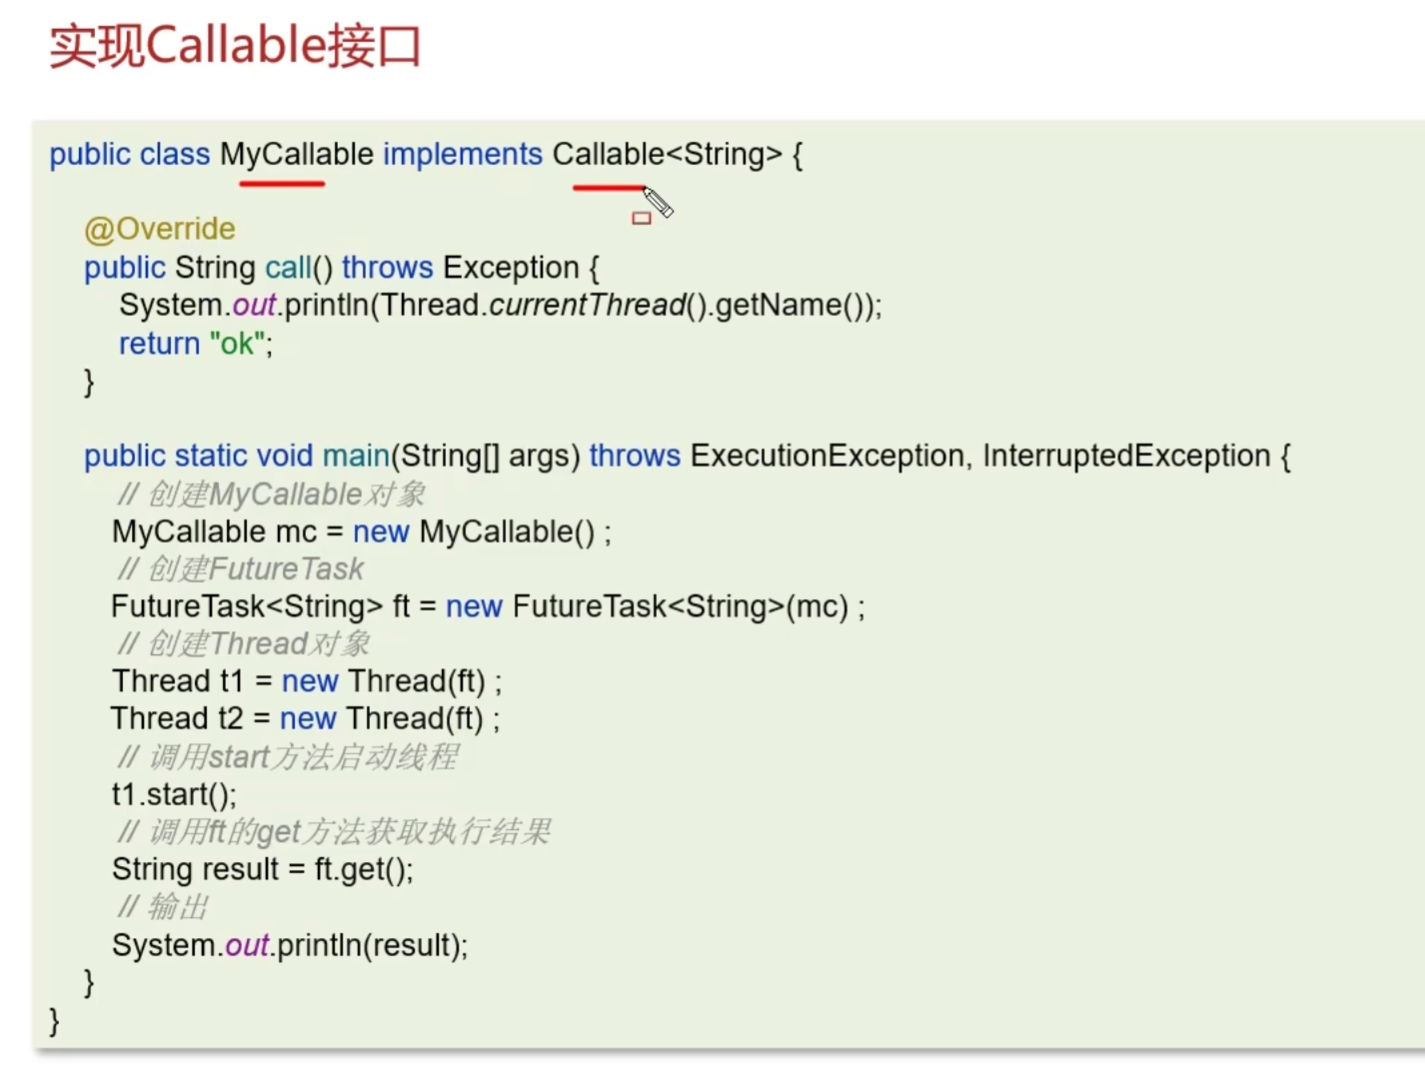 实现Callable接口
public class MyCallable implements Callable<String> {
@Override
public String call() throws Exception {
System.out.println(Thread.currentThread().getName());
return "ok";
}
public static void main(String[] args) throws ExecutionException, InterruptedException {
// 创建MyCallable对象
MyCallable mc = new MyCallable() ;
// 创建FutureTask
FutureTask<String> ft = new FutureTask<String>(mc) ;
// 创建Thread对象
Thread t1 = new Thread(ft) ;
Thread t2 = new Thread(ft) ;
// 调用start方法启动线程
t1.start();
// 调用ft的get方法获取执行结果
String result = ft.get();
// 输出
System.out.println(result);
}
}